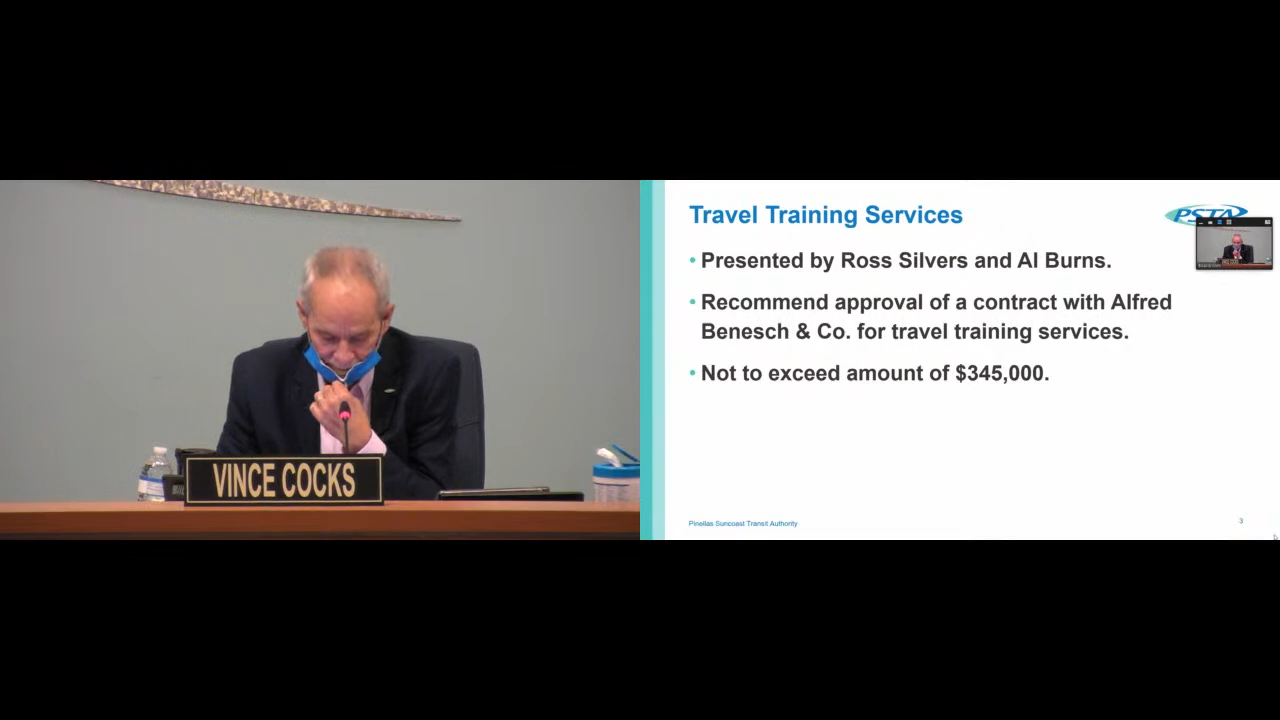 VINCE COCKS
Travel Training Services
PSTA
• Presented by Ross Silvers and Al Burns.
• Recommend approval of a contract with Alfred
Benesch & Co. for travel training services.
• Not to exceed amount of $345,000.
Pinellas Suncoast Transit Authority
3